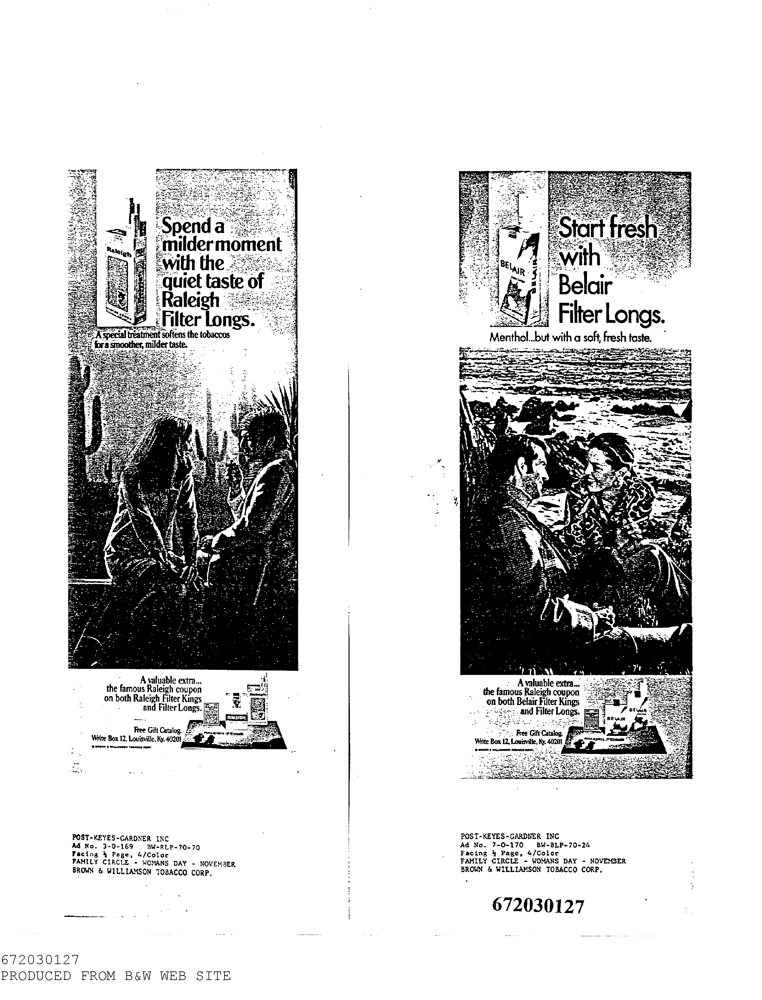 Raleigh
Spend a
milder moment
with the
quiet taste of
Raleigh
Filter Longs.
A special treatment softens the tobaccos
for a smoother, milder taste.
A valuable extra...
the famous Raleigh coupon
on both Raleigh Filter Kings
and Filter Longs.
RALEIGH
Free Gift Catalog.
Write Box 12, Louisville, Ky. 40201
POST-KEYES-GARDNER INC
Ad No. 3-0-169 BW-RLP-70-70
Facing ½ Page, 4/Color
FAMILY CIRCLE - WOMANS DAY - NOVEMBER
BROWN & WILLIAMSON TOBACCO CORP.
BELAIR
BELAIR
Start fresh
with
Belair
Filter Longs.
Menthol...but with a soft, fresh taste.
A valuable extra...
the famous Raleigh coupon
on both Belair Filter Kings
and Filter Longs.
BELAIR
BELAIR
Free Gift Catalog.
Write Box 12, Louisville, Ky. 40201
POST-KEYES-GARDNER INC
Ad No. 7-0-170 BW-BLP-70-24
Facing ½ Page, 4/Color
FAMILY CIRCLE - WOMANS DAY - NOVEMBER
BROWN & WILLIAMSON TOBACCO CORP.
672030127
672030127
PRODUCED FROM B&W WEB SITE